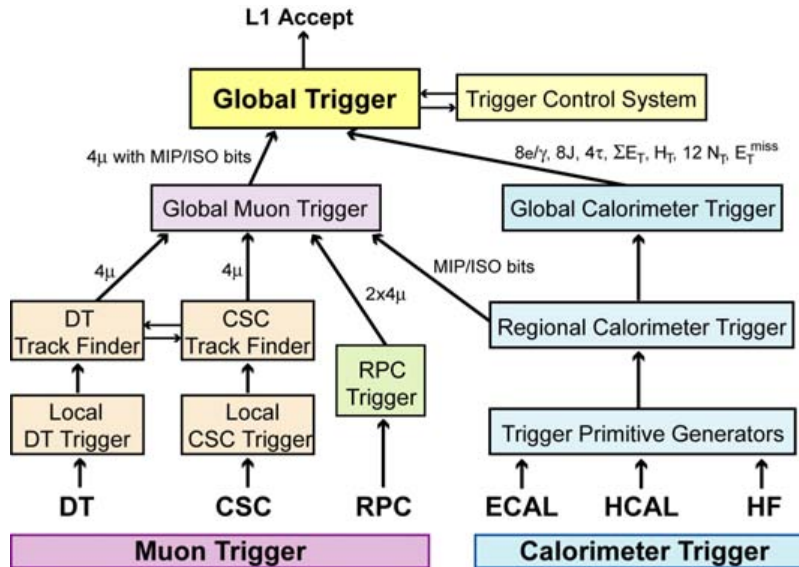 L1 Accept
Global Trigger
Trigger Control System
4μ with MIP/ISO bits
8e/γ, 8J, 4τ, ΣE_T, H_T, 12 N_T, E_T^miss
Global Muon Trigger
Global Calorimeter Trigger
4μ
4μ
2x4μ
MIP/ISO bits
DT
Track Finder
CSC
Track Finder
RPC
Trigger
Regional Calorimeter Trigger
Local
DT Trigger
Local
CSC Trigger
Trigger Primitive Generators
DT
CSC
RPC
ECAL
HCAL
HF
Muon Trigger
Calorimeter Trigger